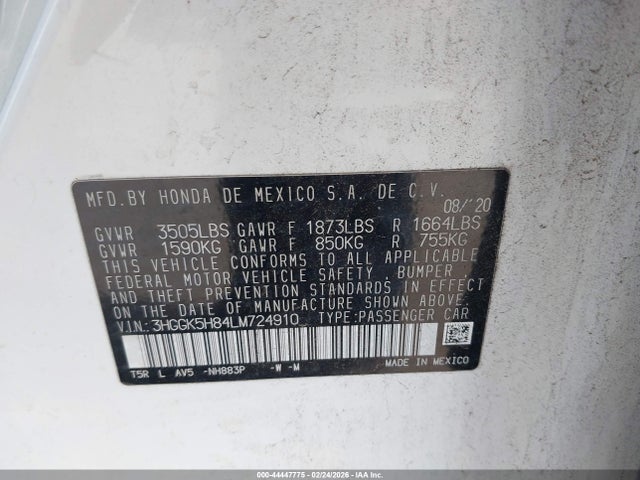 MFD.BY HONDA DE MEXICO S.A. DE C.V.
08/'20
GVWR 3505LBS GAWR F 1873LBS R 1664LBS
GVWR 1590KG GAWR F 850KG R 755KG
THIS VEHICLE CONFORMS TO ALL APPLICABLE
FEDERAL MOTOR VEHICLE SAFETY, BUMPER,
AND THEFT PREVENTION STANDARDS IN EFFECT
ON THE DATE OF MANUFACTURE SHOWN ABOVE.
V.I.N: 3HGGK5H84LM724910 TYPE:PASSENGER CAR
T5R L AV5 -NH883P -W -M
MADE IN MEXICO
000-44447775 - 02/24/2026 - IAAI.com